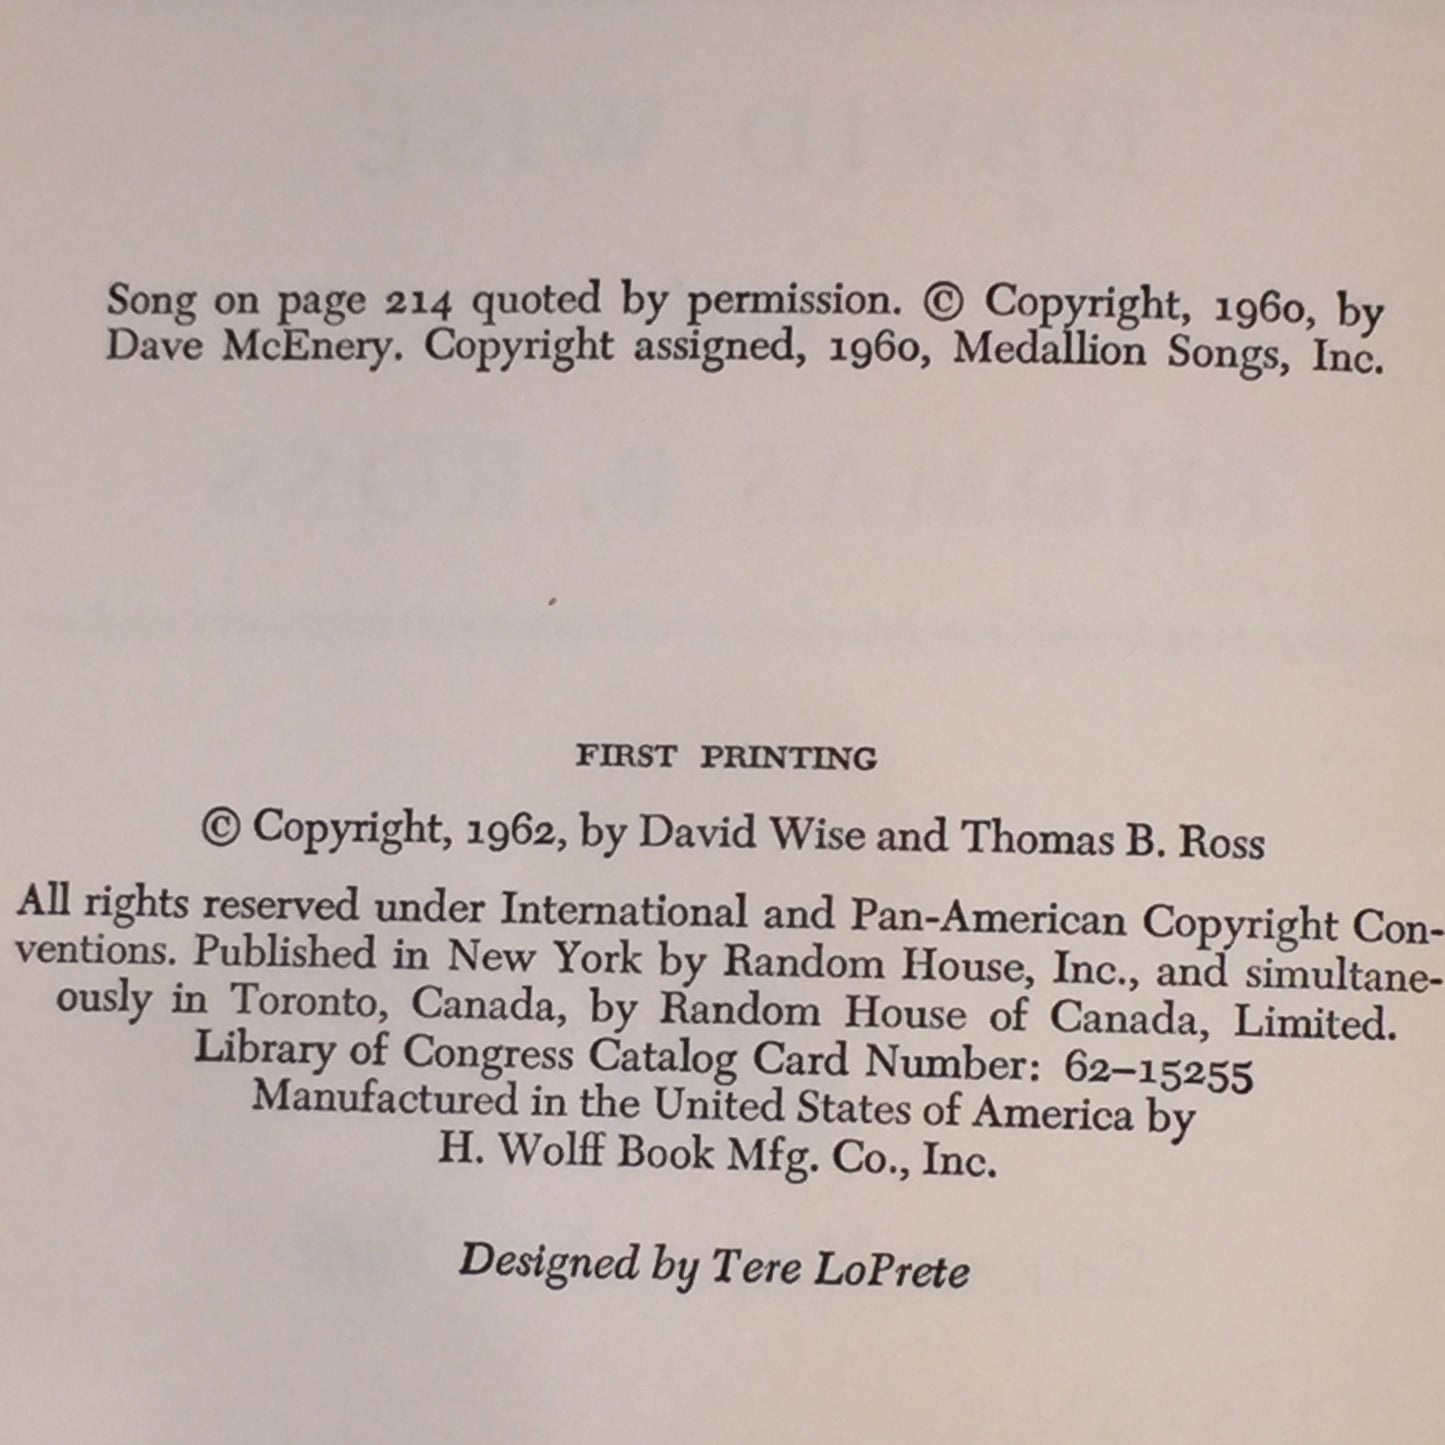 Song on page 214 quoted by permission. © Copyright, 1960, by
Dave McEnery. Copyright assigned, 1960, Medallion Songs, Inc.
FIRST PRINTING
© Copyright, 1962, by David Wise and Thomas B. Ross
All rights reserved under International and Pan-American Copyright Con-
ventions. Published in New York by Random House, Inc., and simultane-
ously in Toronto, Canada, by Random House of Canada, Limited.
Library of Congress Catalog Card Number: 62–15255
Manufactured in the United States of America by
H. Wolff Book Mfg. Co., Inc.
Designed by Tere LoPrete